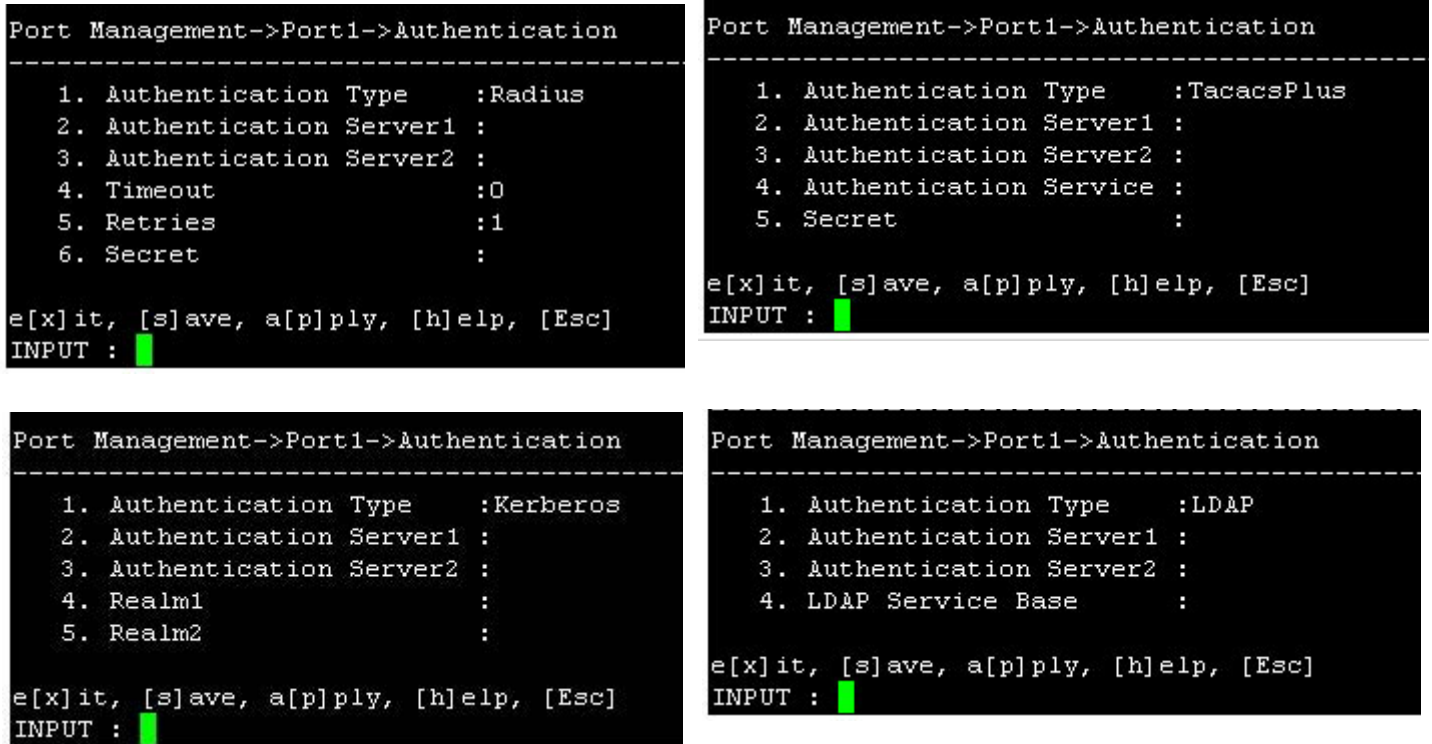 Port Management->Port1->Authentication
1. Authentication Type :Radius
2. Authentication Server1 :
3. Authentication Server2 :
4. Timeout :0
5. Retries :1
6. Secret :
e[x]it, [s]ave, a[p]ply, [h]elp, [Esc]
INPUT :
Port Management->Port1->Authentication
1. Authentication Type :TacacsPlus
2. Authentication Server1 :
3. Authentication Server2 :
4. Authentication Service :
5. Secret :
e[x]it, [s]ave, a[p]ply, [h]elp, [Esc]
INPUT :
Port Management->Port1->Authentication
1. Authentication Type :Kerberos
2. Authentication Server1 :
3. Authentication Server2 :
4. Realm1 :
5. Realm2 :
e[x]it, [s]ave, a[p]ply, [h]elp, [Esc]
INPUT :
Port Management->Port1->Authentication
1. Authentication Type :LDAP
2. Authentication Server1 :
3. Authentication Server2 :
4. LDAP Service Base :
e[x]it, [s]ave, a[p]ply, [h]elp, [Esc]
INPUT :